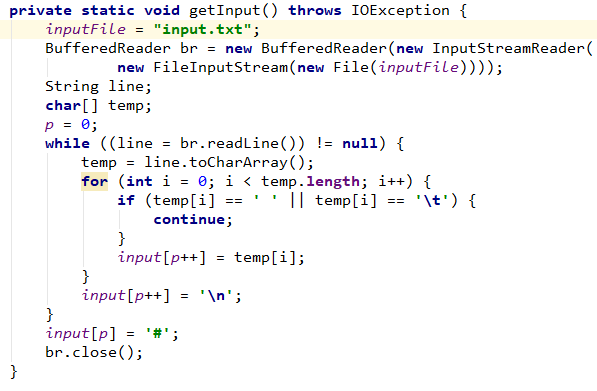 private static void getInput() throws IOException {
    inputFile = "input.txt";
    BufferedReader br = new BufferedReader(new InputStreamReader(
            new FileInputStream(new File(inputFile))));
    String line;
    char[] temp;
    p = 0;
    while ((line = br.readLine()) != null) {
        temp = line.toCharArray();
        for (int i = 0; i < temp.length; i++) {
            if (temp[i] == ' ' || temp[i] == '\t') {
                continue;
            }
            input[p++] = temp[i];
        }
        input[p++] = '\n';
    }
    input[p] = '#';
    br.close();
}